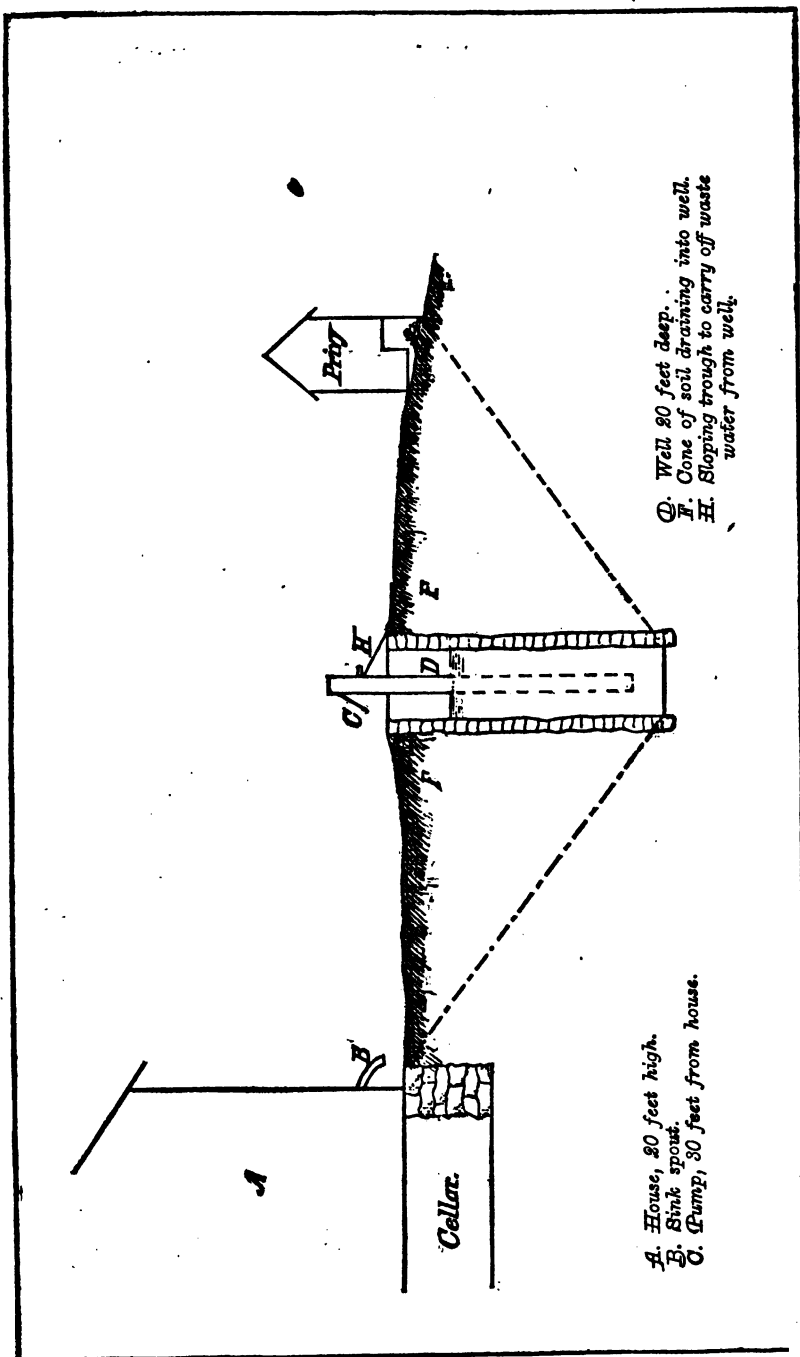 A
B
C
H
Priv
D
F
F
Cellar.
A. House, 20 feet high.
B. Sink spout.
C. Pump, 30 feet from house.
D. Well 20 feet deep.
F. Cone of soil draining into well.
H. Sloping trough to carry off waste
water from well.